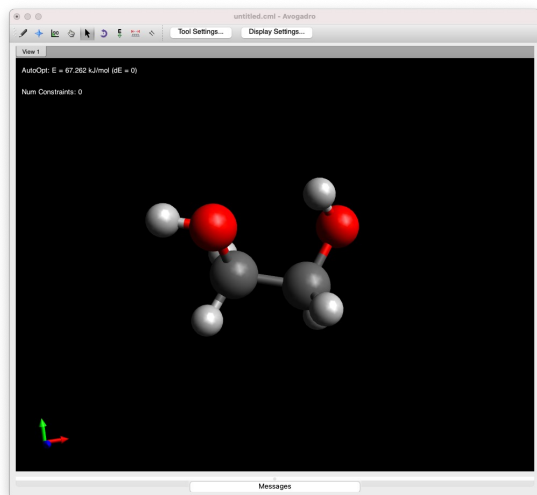 untitled.cml - Avogadro
Tool Settings... Display Settings...
View 1
AutoOpt: E = 67.262 kJ/mol (dE = 0)
Num Constraints: 0
Messages